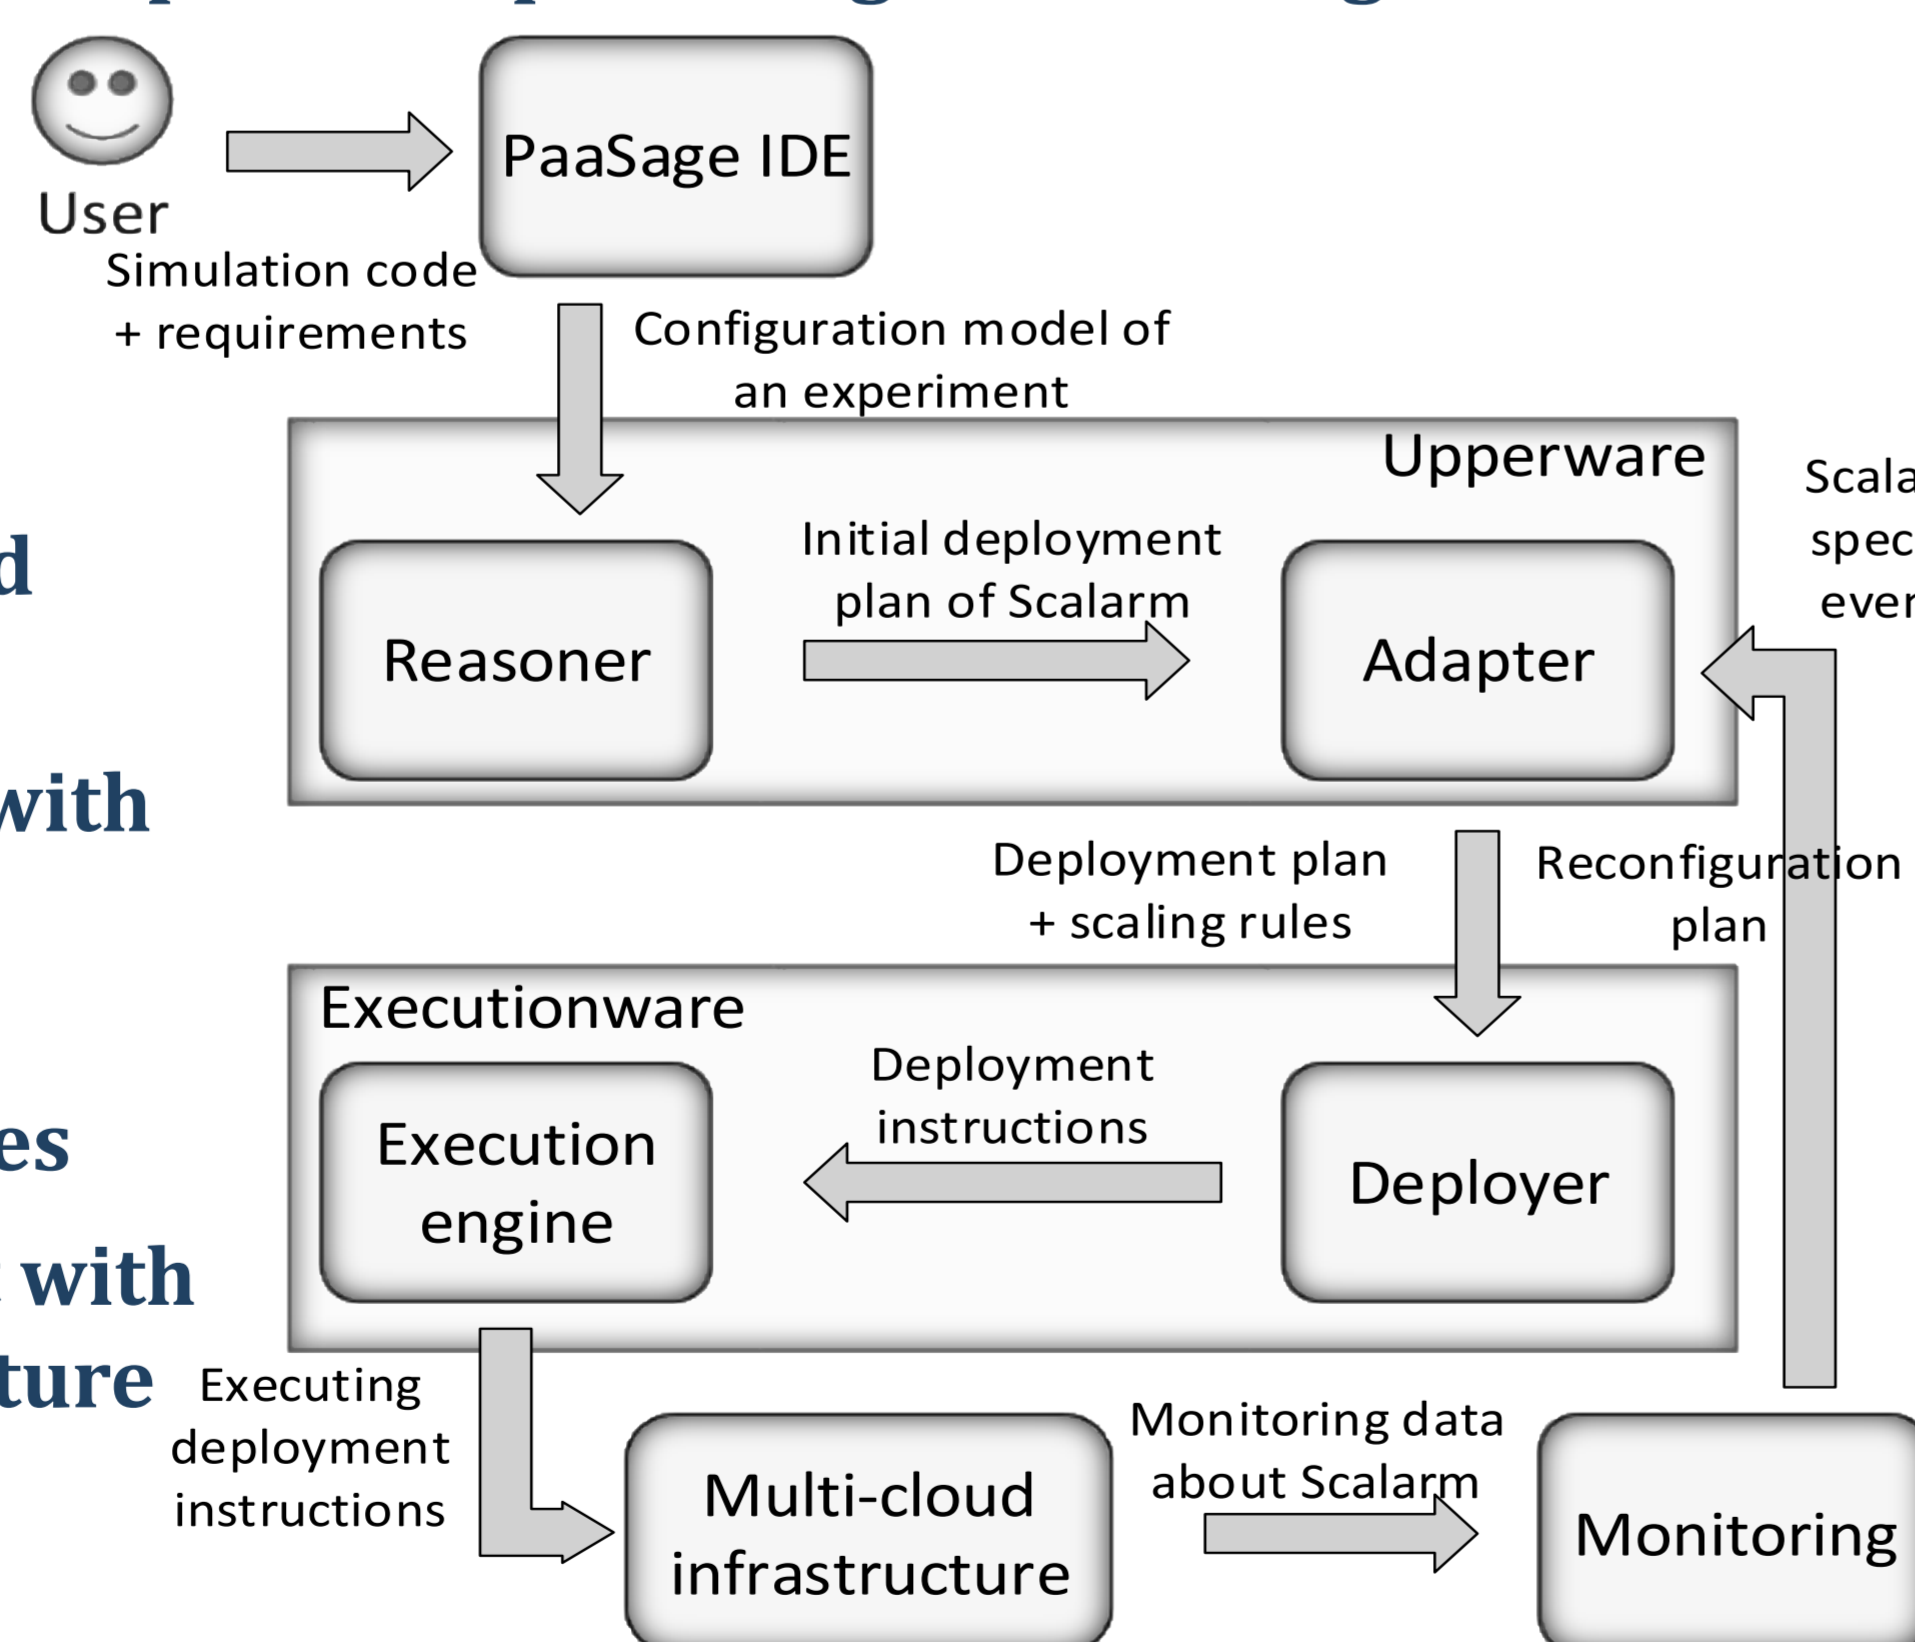 PaaSage IDE
User
Simulation code
+ requirements
Configuration model of
an experiment
Upperware
Initial deployment
plan of Scalarm
Reasoner
Adapter
with
Deployment plan
+ scaling rules
Reconfiguration
plan
Executionware
Deployment
instructions
Execution
engine
Deployer
with
Executing
deployment
instructions
Monitoring data
about Scalarm
Multi-cloud
infrastructure
Monitoring